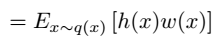 = E_{x∼q(x)} [h(x)w(x)]